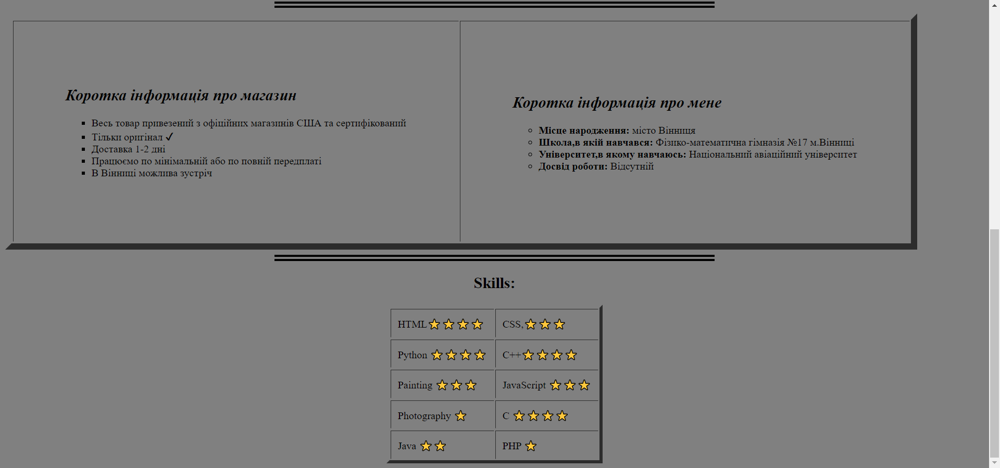 Коротка інформація про магазин
Весь товар привезений з офіційних магазинів США та сертифікований
Тільки оригінал ✔
Доставка 1-2 дні
Працюємо по мінімальній або по повній передплаті
В Вінниці можлива зустріч
Коротка інформація про мене
Місце народження: місто Вінниця
Школа,в якій навчався: Фізико-математична гімназія №17 м.Вінниці
Університет,в якому навчаюсь: Національний авіаційний університет
Досвід роботи: Відсутній
Skills:
HTML⭐⭐⭐⭐ CSS,⭐⭐⭐
Python ⭐⭐⭐⭐ C++⭐⭐⭐⭐
Painting ⭐⭐⭐ JavaScript ⭐⭐⭐
Photography ⭐ C ⭐⭐⭐⭐
Java ⭐⭐ PHP ⭐